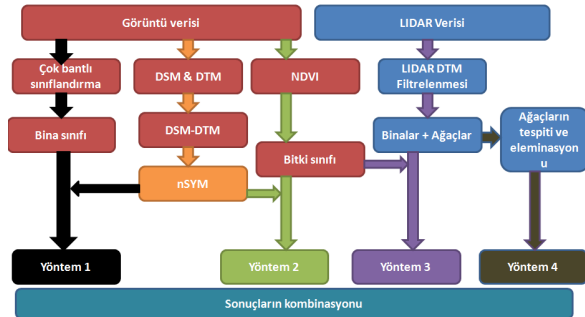 Görüntü verisi
LIDAR Verisi
Çok bantlı
sınıflandırma
DSM & DTM
NDVI
LIDAR DTM
Filtrelenmesi
Bina sınıfı
DSM-DTM
Binalar + Ağaçlar
Ağaçların
tespiti ve
eleminasyon
u
Bitki sınıfı
nSYM
Yöntem 1
Yöntem 2
Yöntem 3
Yöntem 4
Sonuçların kombinasyonu